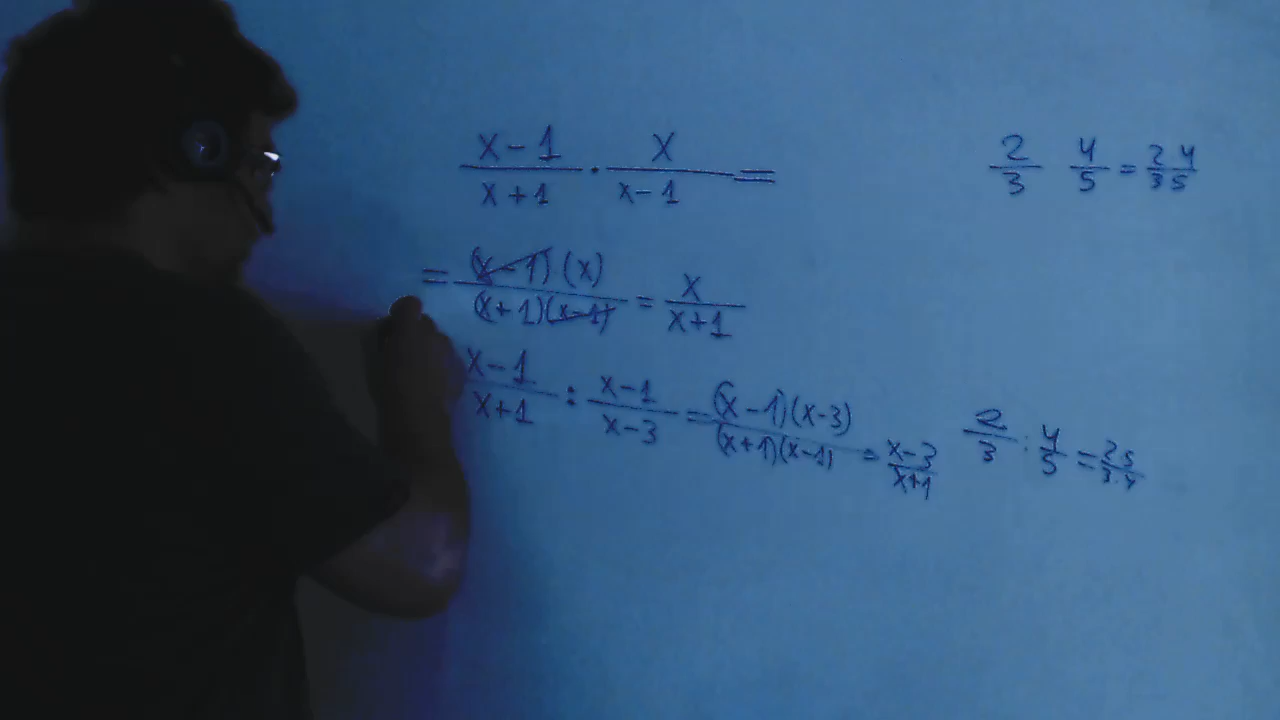 x-1/x+1 · x/x-1 =
2/3 4/5 = 2 4/3 5
= (x-1)(x)/(x+1)(x-1) = x/x+1
x-1/x+1 : x-1/x-3 = (x-1)(x-3)/(x+1)(x-1) = x-3/x+1
2/3 : 4/5 = 2 5/3·4